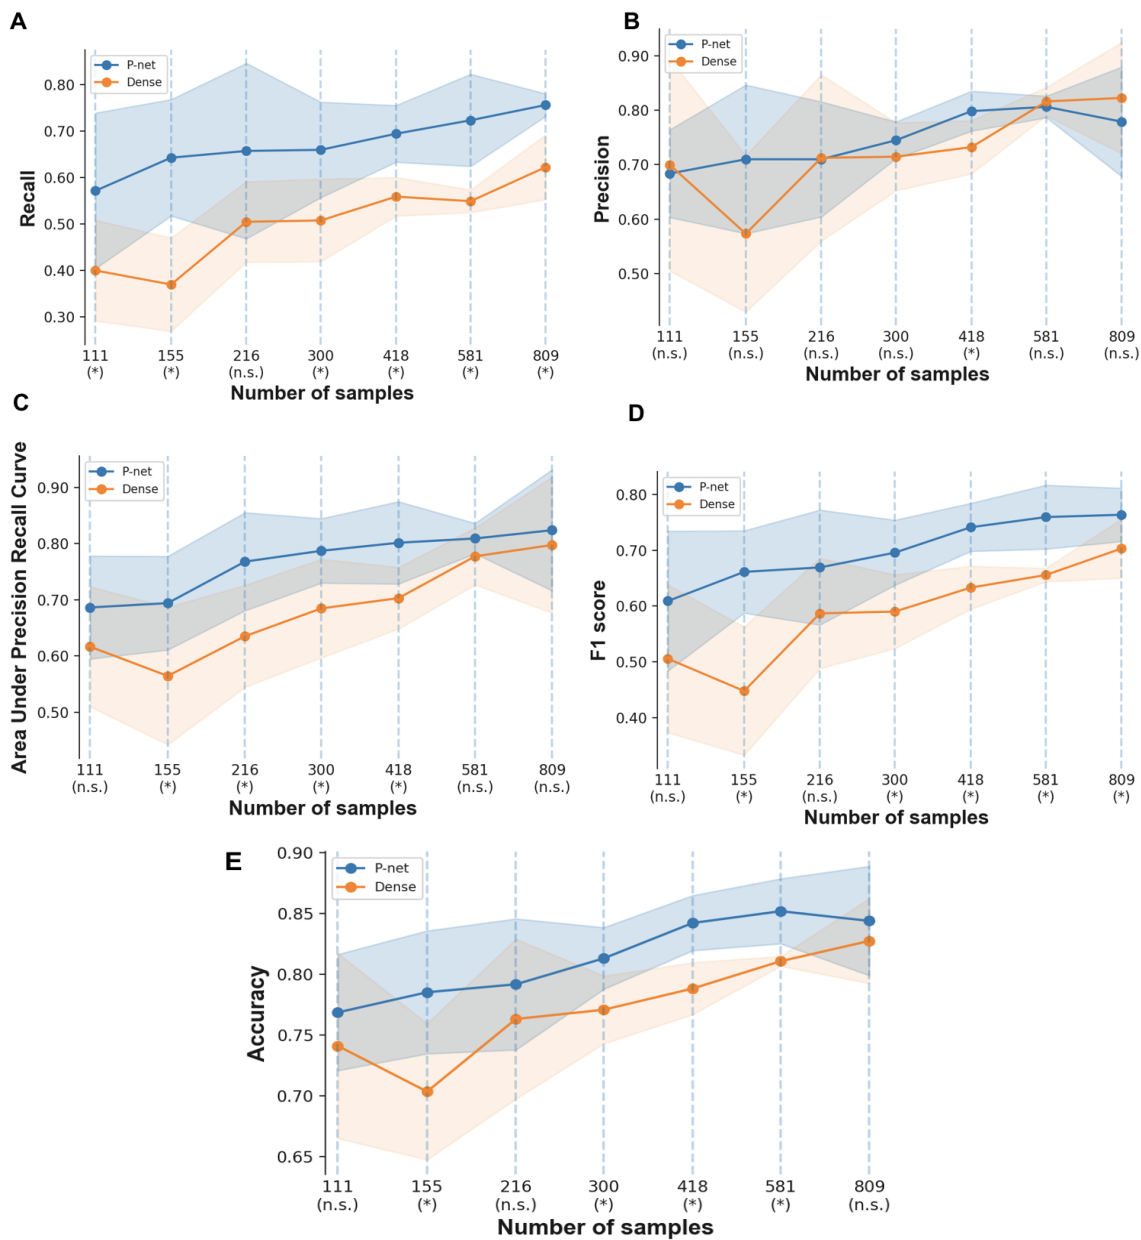 A
Recall
P-net
Dense
0.80
0.70
0.60
0.50
0.40
0.30
111 155 216 300 418 581 809
(*) (*) (n.s.) (*) (*) (*) (*)
Number of samples
B
Precision
P-net
Dense
0.90
0.80
0.70
0.60
0.50
111 155 216 300 418 581 809
(n.s.) (n.s.) (n.s.) (n.s.) (*) (n.s.) (n.s.)
Number of samples
C
Area Under Precision Recall Curve
P-net
Dense
0.90
0.80
0.70
0.60
0.50
111 155 216 300 418 581 809
(n.s.) (*) (*) (*) (*) (n.s.) (n.s.)
Number of samples
D
F1 score
P-net
Dense
0.80
0.70
0.60
0.50
0.40
111 155 216 300 418 581 809
(n.s.) (*) (n.s.) (*) (*) (*) (*)
Number of samples
E
Accuracy
P-net
Dense
0.90
0.85
0.80
0.75
0.70
0.65
111 155 216 300 418 581 809
(n.s.) (*) (n.s.) (*) (*) (*) (n.s.)
Number of samples